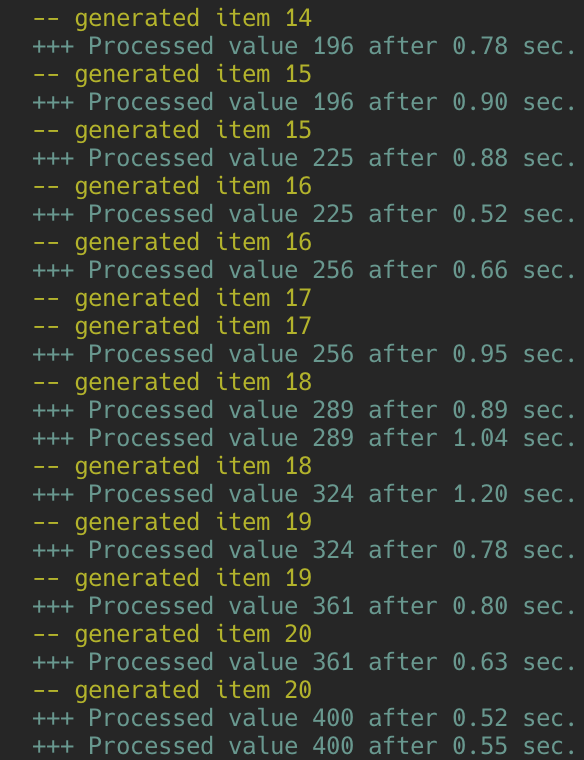 -- generated item 14
+++ Processed value 196 after 0.78 sec.
-- generated item 15
+++ Processed value 196 after 0.90 sec.
-- generated item 15
+++ Processed value 225 after 0.88 sec.
-- generated item 16
+++ Processed value 225 after 0.52 sec.
-- generated item 16
+++ Processed value 256 after 0.66 sec.
-- generated item 17
-- generated item 17
+++ Processed value 256 after 0.95 sec.
-- generated item 18
+++ Processed value 289 after 0.89 sec.
+++ Processed value 289 after 1.04 sec.
-- generated item 18
+++ Processed value 324 after 1.20 sec.
-- generated item 19
+++ Processed value 324 after 0.78 sec.
-- generated item 19
+++ Processed value 361 after 0.80 sec.
-- generated item 20
+++ Processed value 361 after 0.63 sec.
-- generated item 20
+++ Processed value 400 after 0.52 sec.
+++ Processed value 400 after 0.55 sec.